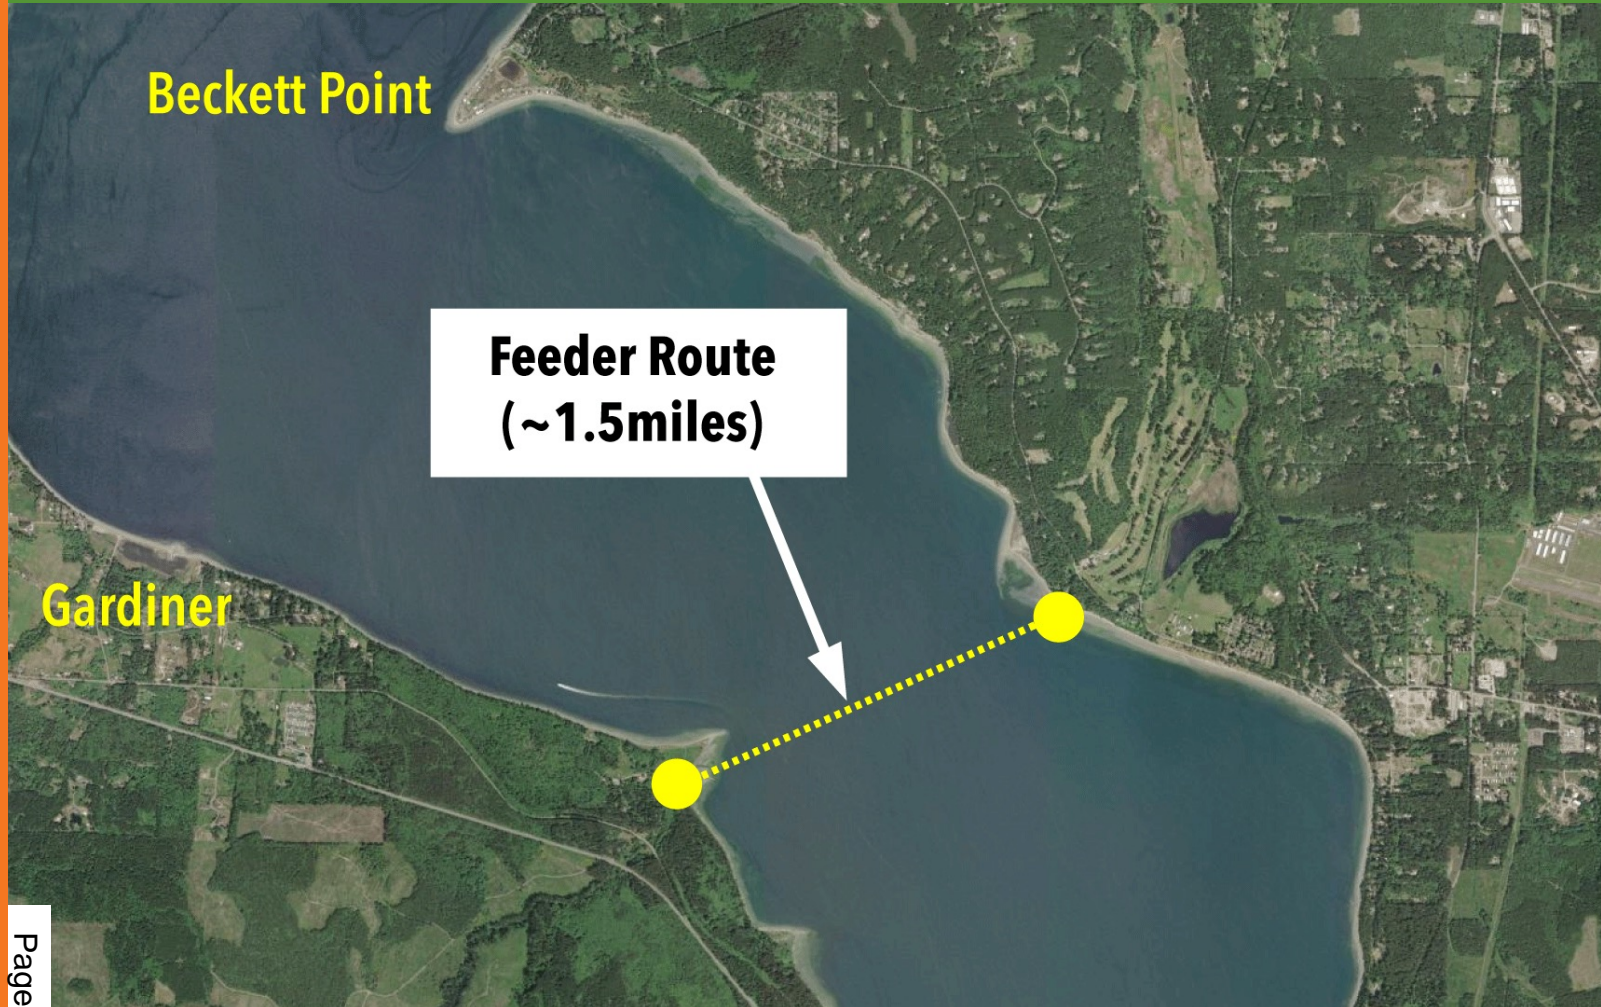 Beckett Point
Feeder Route
(~1.5miles)
Gardiner
Page